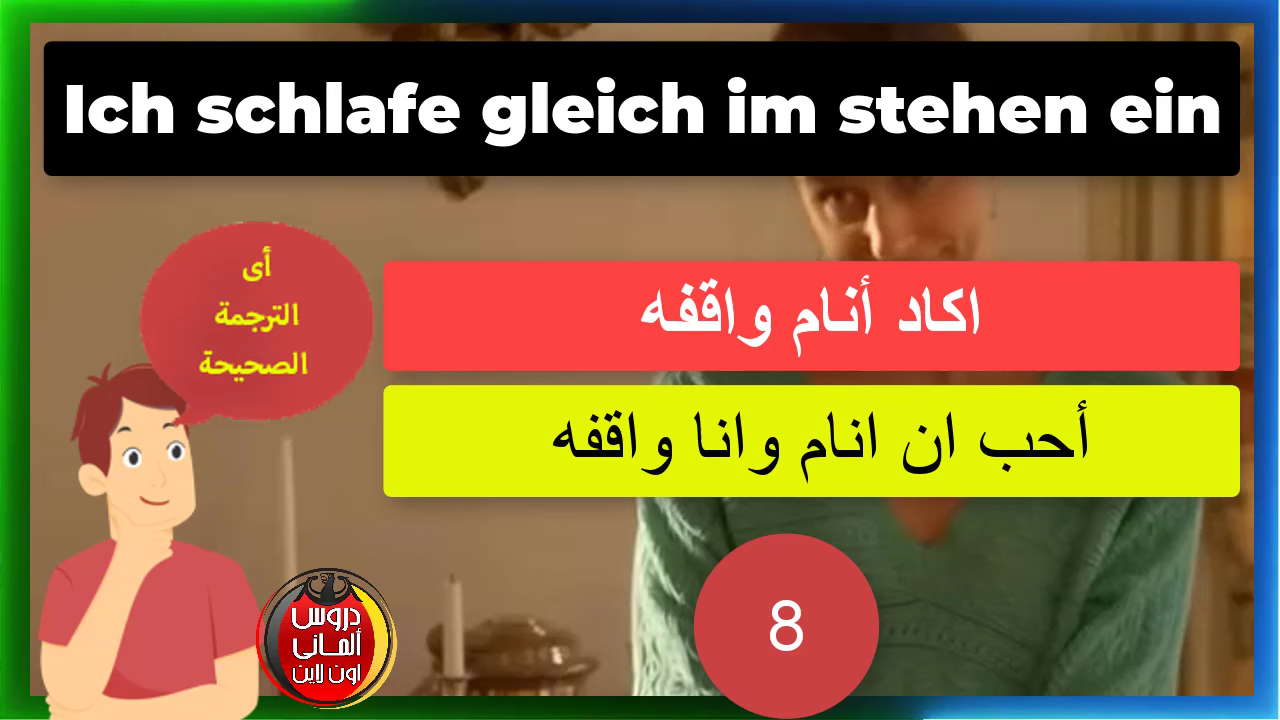 Ich schlafe gleich im stehen ein
أى
الترجمة
الصحيحة
اكاد أنام واقفه
أحب ان انام وانا واقفه
8
دروس
ألمانى
اون لاين